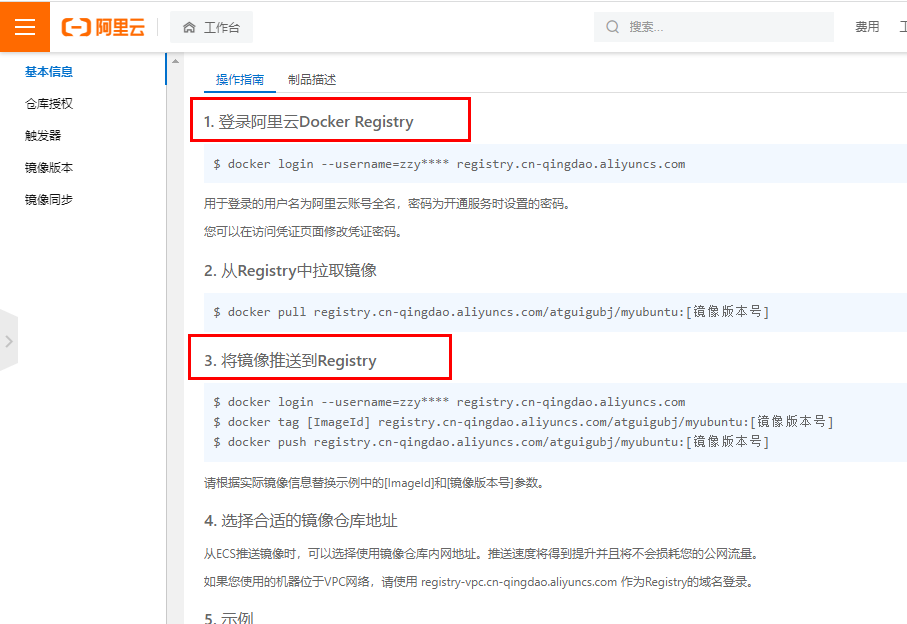 阿里云
工作台
搜索...
费用
基本信息
仓库授权
触发器
镜像版本
镜像同步
操作指南
制品描述
1. 登录阿里云Docker Registry
$ docker login --username=zzy**** registry.cn-qingdao.aliyuncs.com
用于登录的用户名为阿里云账号全名，密码为开通服务时设置的密码。
您可以在访问凭证页面修改凭证密码。
2. 从Registry中拉取镜像
$ docker pull registry.cn-qingdao.aliyuncs.com/atguigubj/myubuntu:[镜像版本号]
3. 将镜像推送到Registry
$ docker login --username=zzy**** registry.cn-qingdao.aliyuncs.com
$ docker tag [ImageId] registry.cn-qingdao.aliyuncs.com/atguigubj/myubuntu:[镜像版本号]
$ docker push registry.cn-qingdao.aliyuncs.com/atguigubj/myubuntu:[镜像版本号]
请根据实际镜像信息替换示例中的[ImageId]和[镜像版本号]参数。
4. 选择合适的镜像仓库地址
从ECS推送镜像时，可以选择使用镜像仓库内网地址。推送速度将得到提升并且将不会损耗您的公网流量。
如果您使用的机器位于VPC网络，请使用 registry-vpc.cn-qingdao.aliyuncs.com 作为Registry的域名登录。
5. 示例